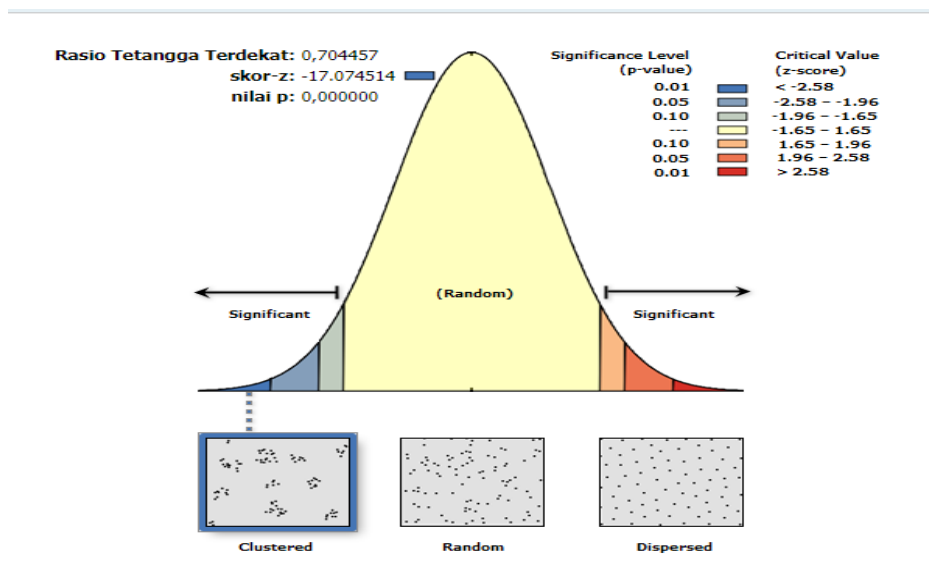 Rasio Tetangga Terdekat: 0,704457
skor-z: -17.074514
nilai p: 0,000000
Significance Level
(p-value)
Critical Value
(z-score)
0.01 < -2.58
0.05 -2.58 – -1.96
0.10 -1.96 – -1.65
--- -1.65 – 1.65
0.10 1.65 – 1.96
0.05 1.96 – 2.58
0.01 > 2.58
(Random)
Significant
Significant
Clustered
Random
Dispersed